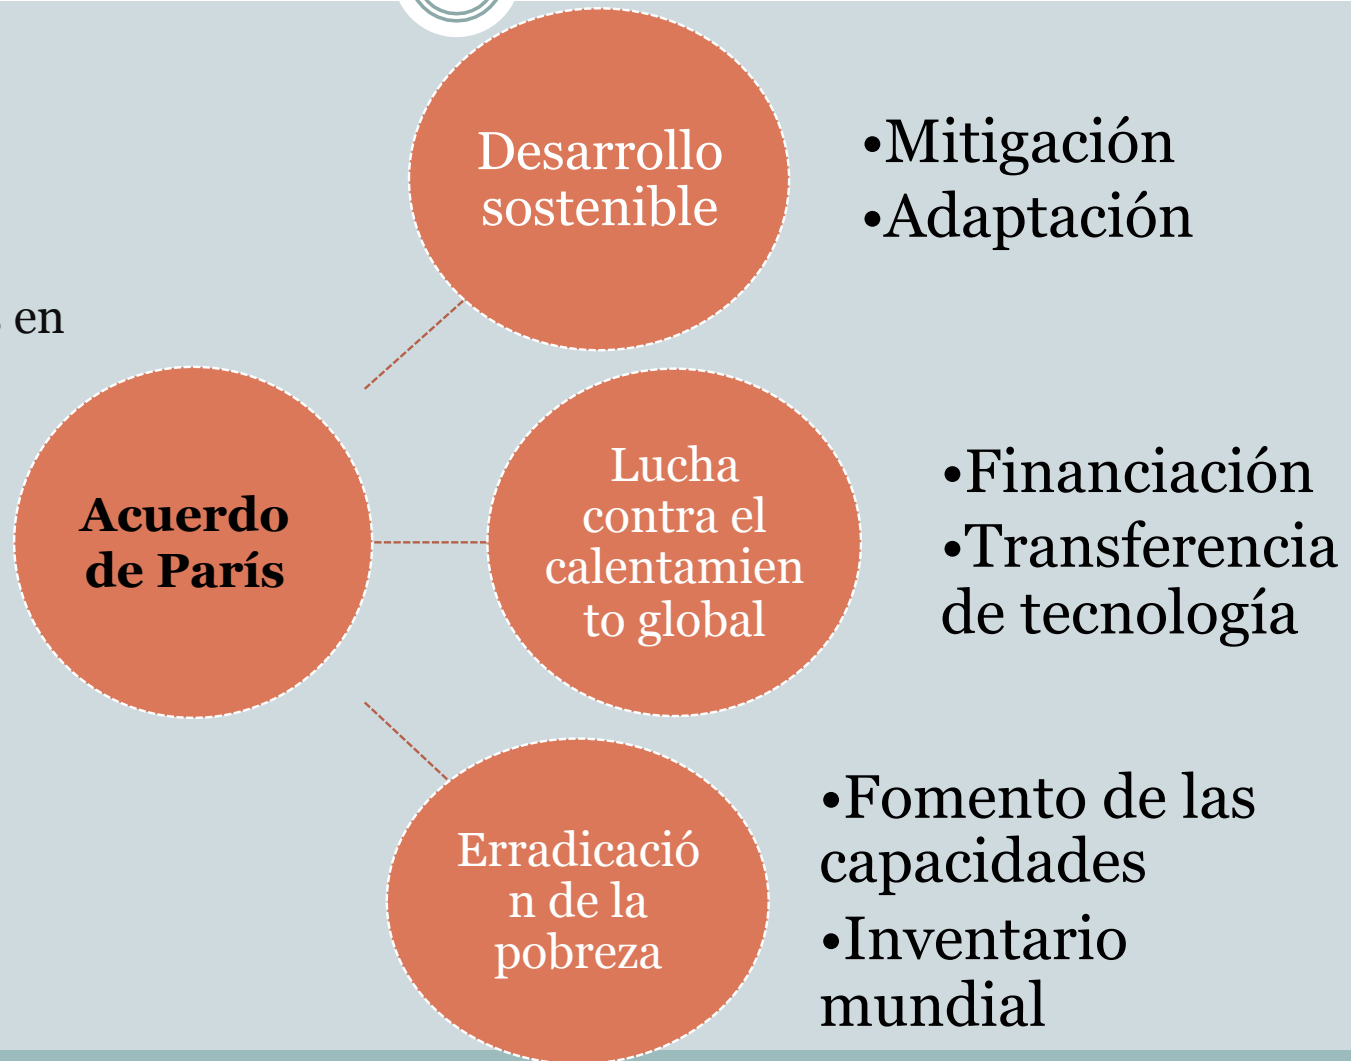 Desarrollo
sostenible
•Mitigación
•Adaptación
en
Acuerdo
de París
Lucha
contra el
calentamien
to global
•Financiación
•Transferencia
de tecnología
Erradicació
n de la
pobreza
•Fomento de las
capacidades
•Inventario
mundial